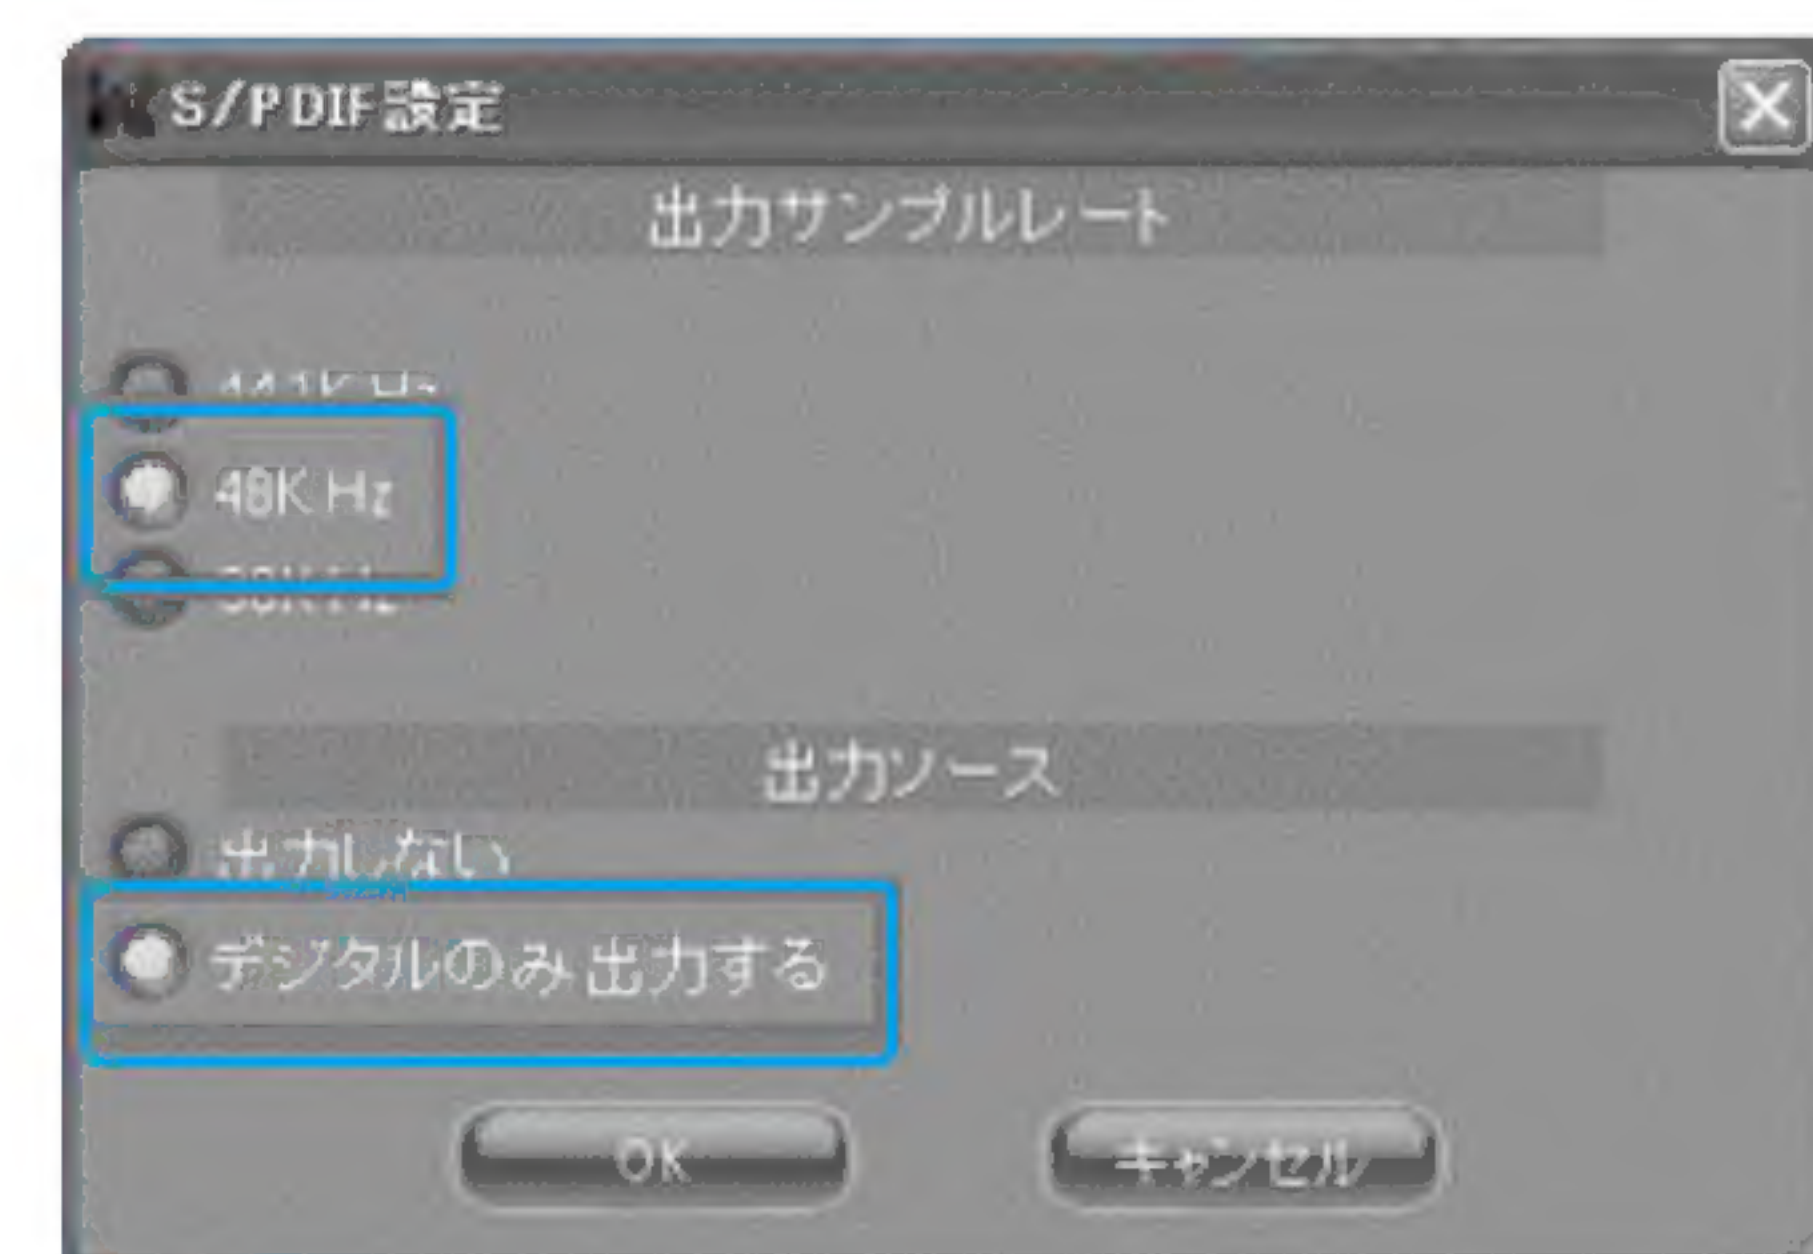 S/PDIF設定
出力サンプルレート
48K Hz
出力ソース
出力しない
デジタルのみ出力する
OK
キャンセル